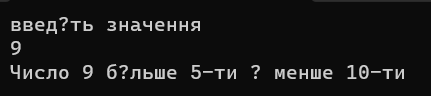 введ?ть значення
9
Число 9 б?льше 5-ти ? менше 10-ти